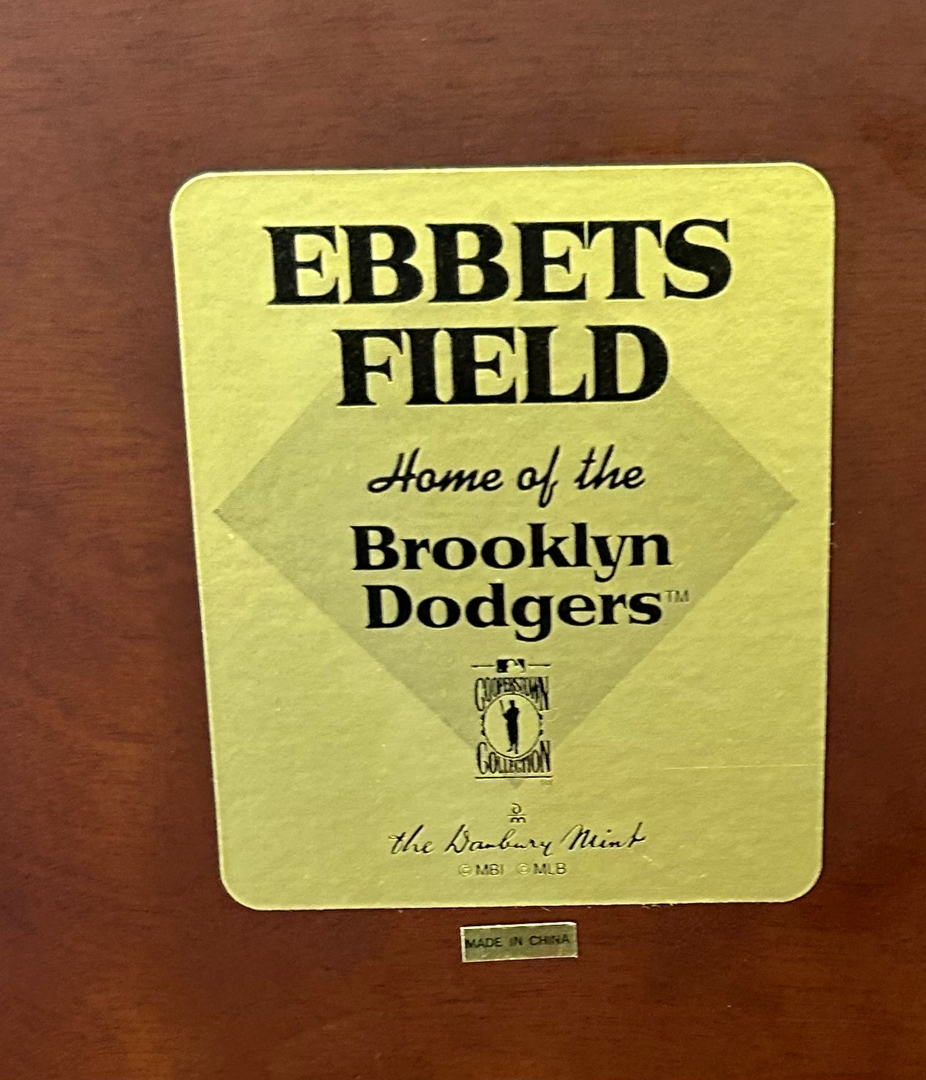 EBBETS
FIELD
Home of the
Brooklyn
Dodgers™
COOPERSTOWN
COLLECTION
the Danbury Mint
©MBI ©MLB
MADE IN CHINA